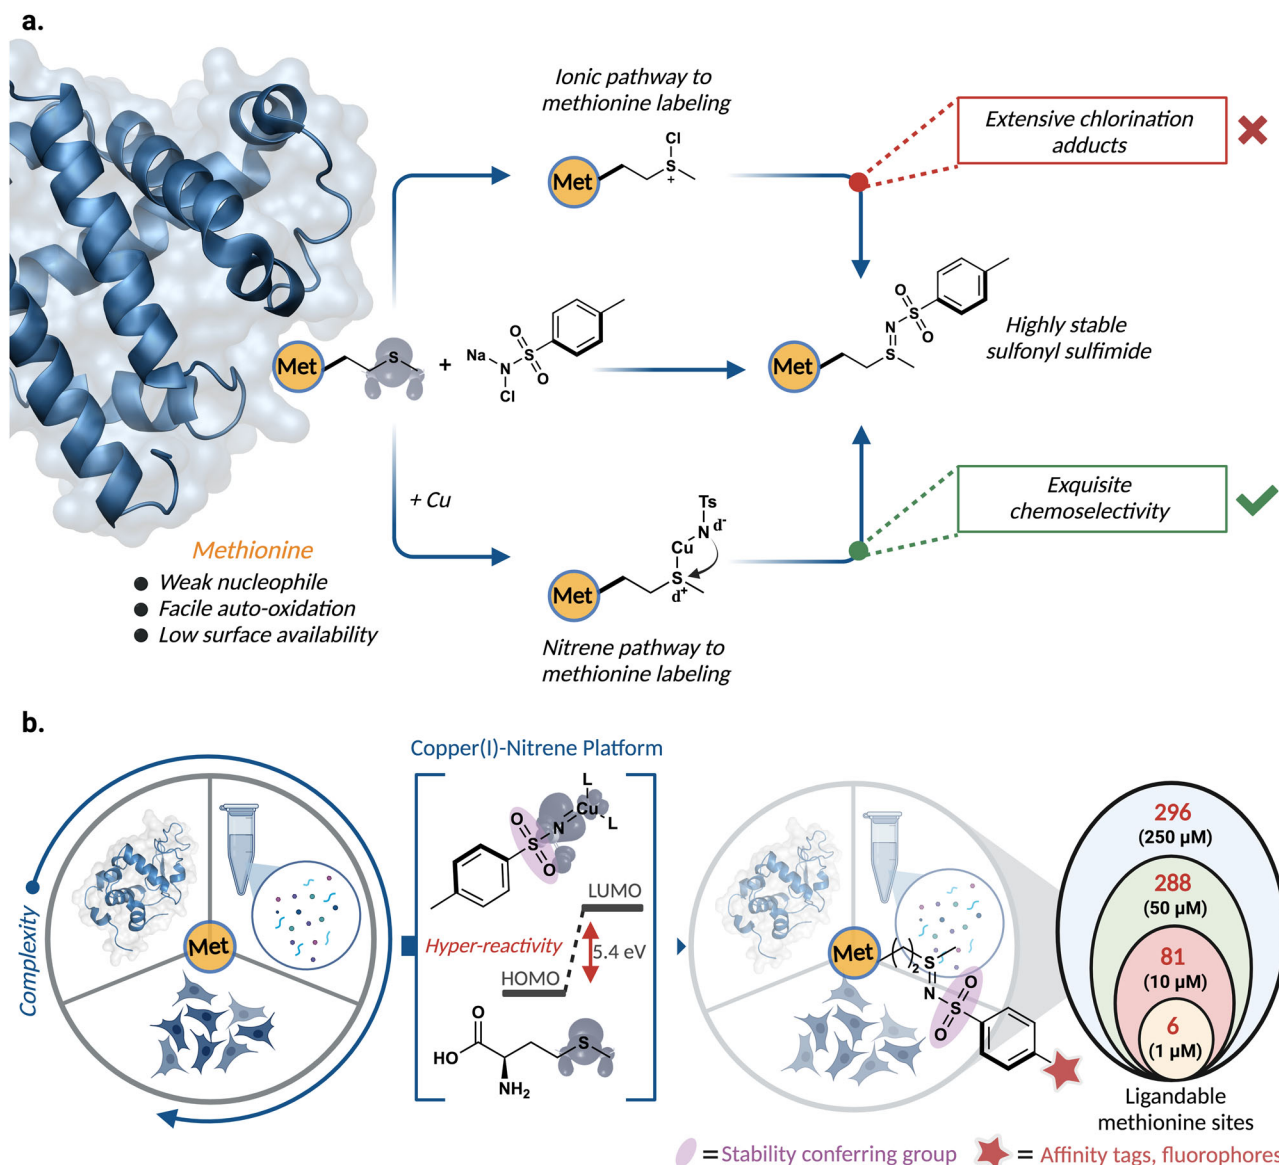 a.
Ionic pathway to
methionine labeling
Cl
S
+
Met
Extensive chlorination
adducts
Met
S
+
Na
N
Cl
O
S
O
O
S
O
N
S
Met
Highly stable
sulfonyl sulfimide
+ Cu
Ts
N d-
Cu
S
d+
Met
Exquisite
chemoselectivity
Nitrene pathway to
methionine labeling
Methionine
Weak nucleophile
Facile auto-oxidation
Low surface availability
b.
Complexity
Met
Copper(I)-Nitrene Platform
L
Cu
L
N
O
S
O
LUMO
Hyper-reactivity
5.4 eV
HOMO
O
HO
NH2
S
Met
2
S
N
O
S
O
296
(250 µM)
288
(50 µM)
81
(10 µM)
6
(1 µM)
Ligandable
methionine sites
= Stability conferring group
= Affinity tags, fluorophores